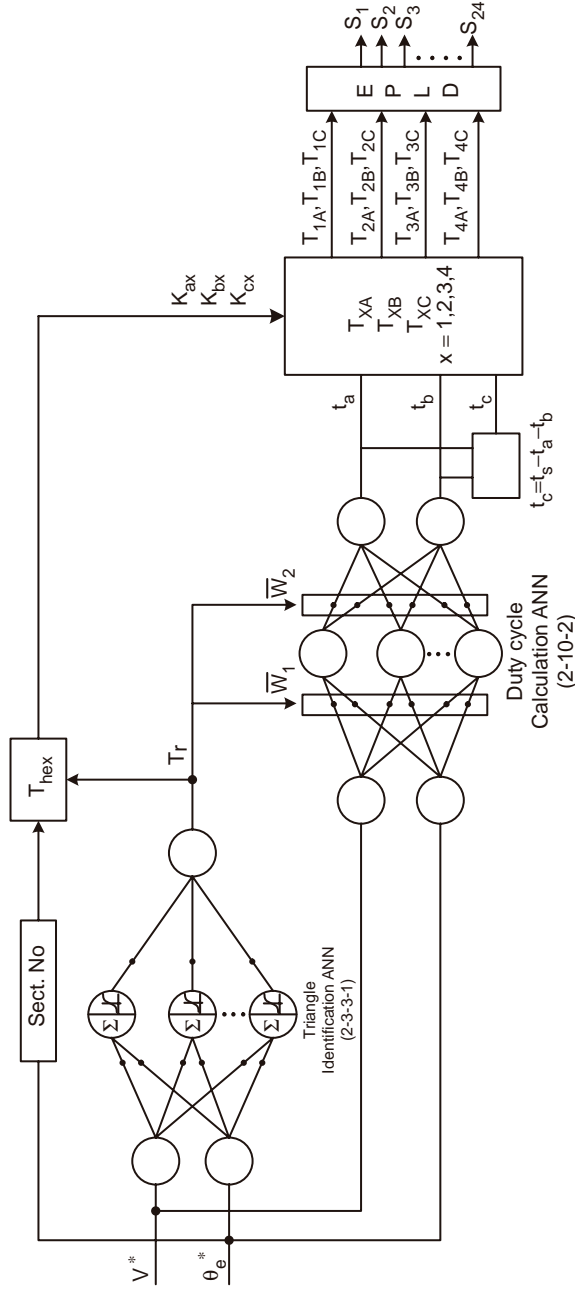 V*
θe*
Sect. No
Thex
Σ
Σ
Σ
Triangle
Identification ANN
(2-3-3-1)
Tr
W̅1
W̅2
Duty cycle
Calculation ANN
(2-10-2)
ta
tb
tc
tc=ts–ta–tb
Kax
Kbx
Kcx
TXA
TXB
TXC
x = 1,2,3,4
T1A, T1B, T1C
T2A, T2B, T2C
T3A, T3B, T3C
T4A, T4B, T4C
E
P
L
D
S1
S2
S3
S24